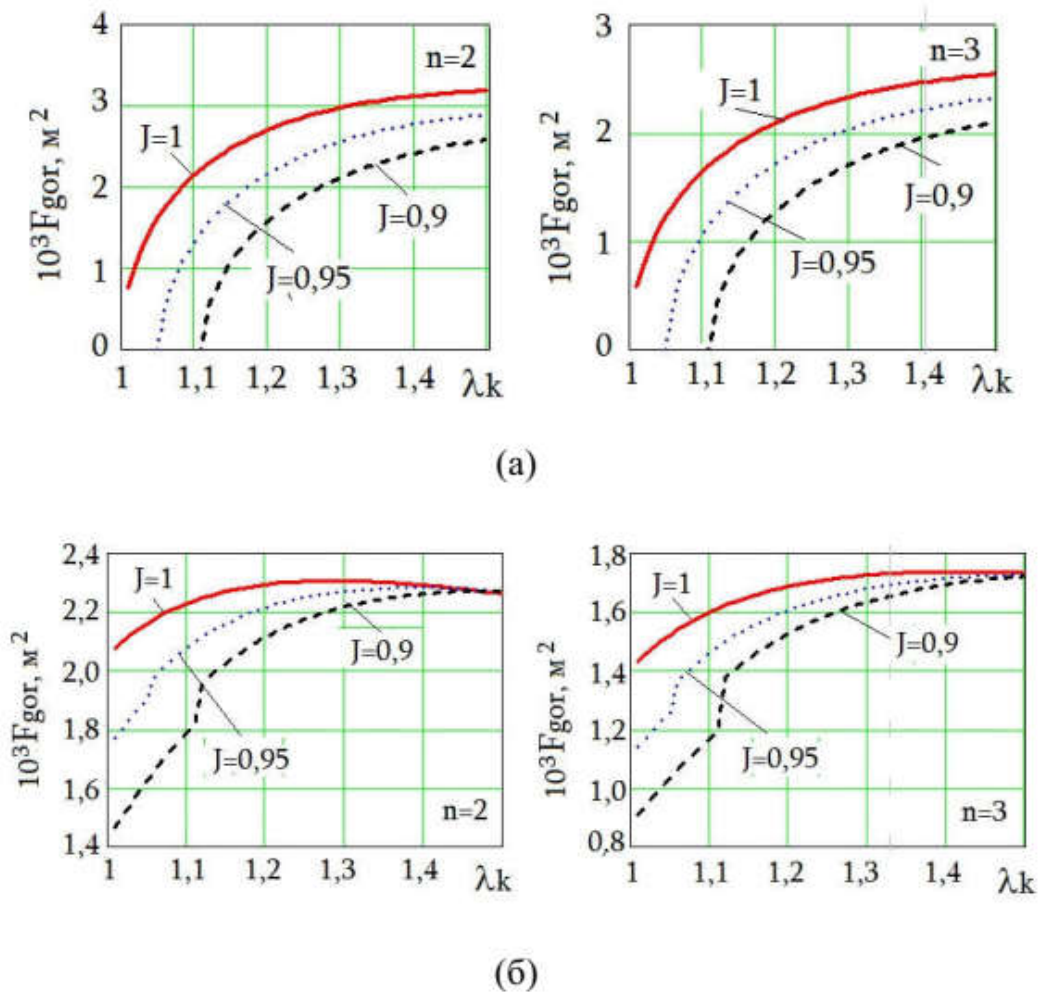 4
n=2
3
J=1
2
J=0,9
1
J=0,95
0
10³Fgor, м²
1 1,1 1,2 1,3 1,4 λk
3
n=3
J=1
2
J=0,9
1
J=0,95
0
10³Fgor, м²
1 1,1 1,2 1,3 1,4 λk
(а)
2,4
J=1
2,2
J=0,9
2,0
1,8
J=0,95
1,6
n=2
1,4
10³Fgor, м²
1 1,1 1,2 1,3 1,4 λk
1,8
J=1
1,6
J=0,9
1,4
1,2
J=0,95
1,0
n=3
0,8
10³Fgor, м²
1 1,1 1,2 1,3 1,4 λk
(б)